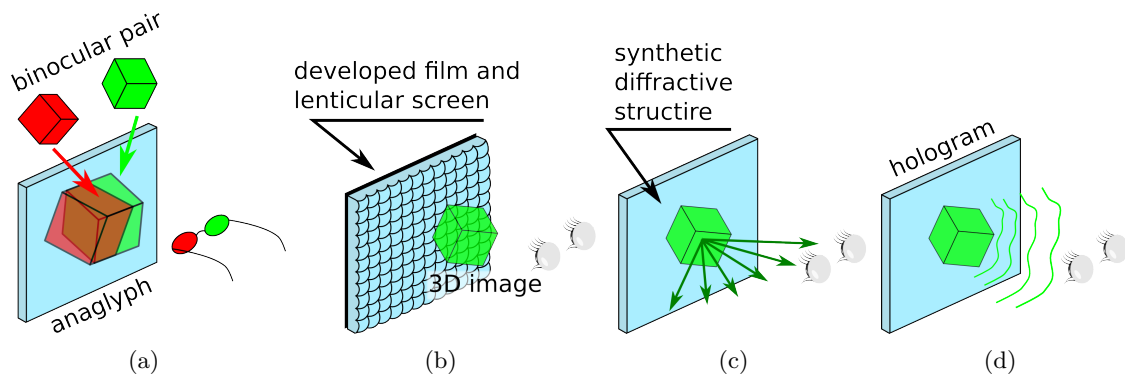 binocular pair
anaglyph
(a)
developed film and
lenticular screen
3D image
(b)
synthetic
diffractive
structire
(c)
hologram
(d)